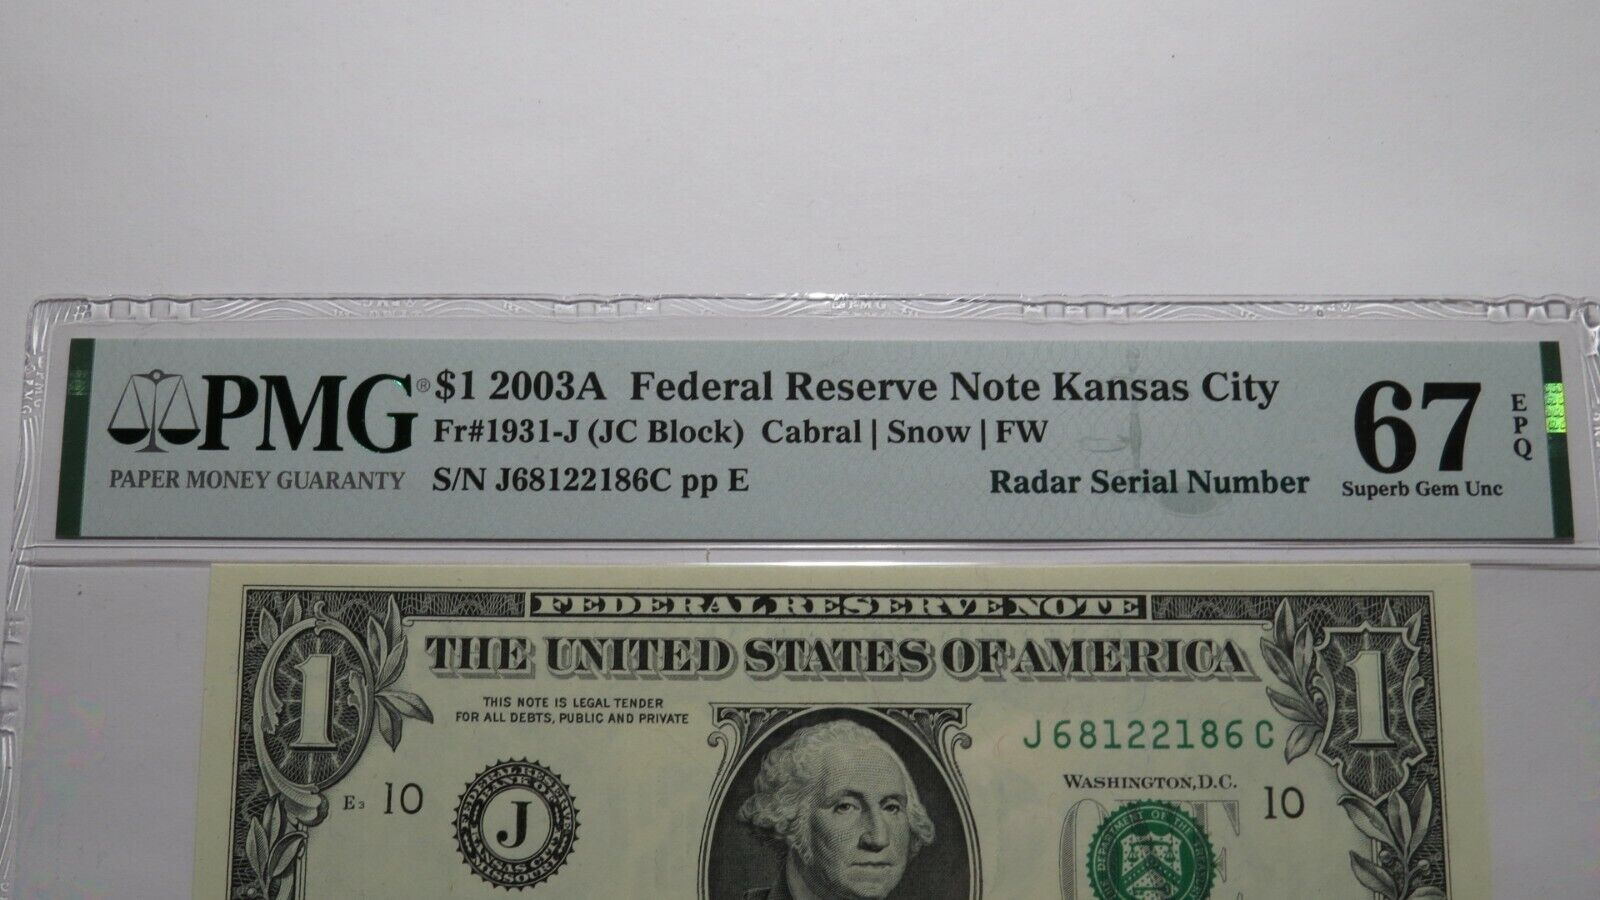 PMG®
PAPER MONEY GUARANTY
$1 2003A Federal Reserve Note Kansas City
Fr#1931-J (JC Block) Cabral | Snow | FW
S/N J68122186C pp E
Radar Serial Number
67
EPQ
Superb Gem Unc
FEDERAL RESERVE NOTE
THE UNITED STATES OF AMERICA
1
1
THIS NOTE IS LEGAL TENDER
FOR ALL DEBTS, PUBLIC AND PRIVATE
J68122186C
WASHINGTON, D.C.
E3 10
10
J